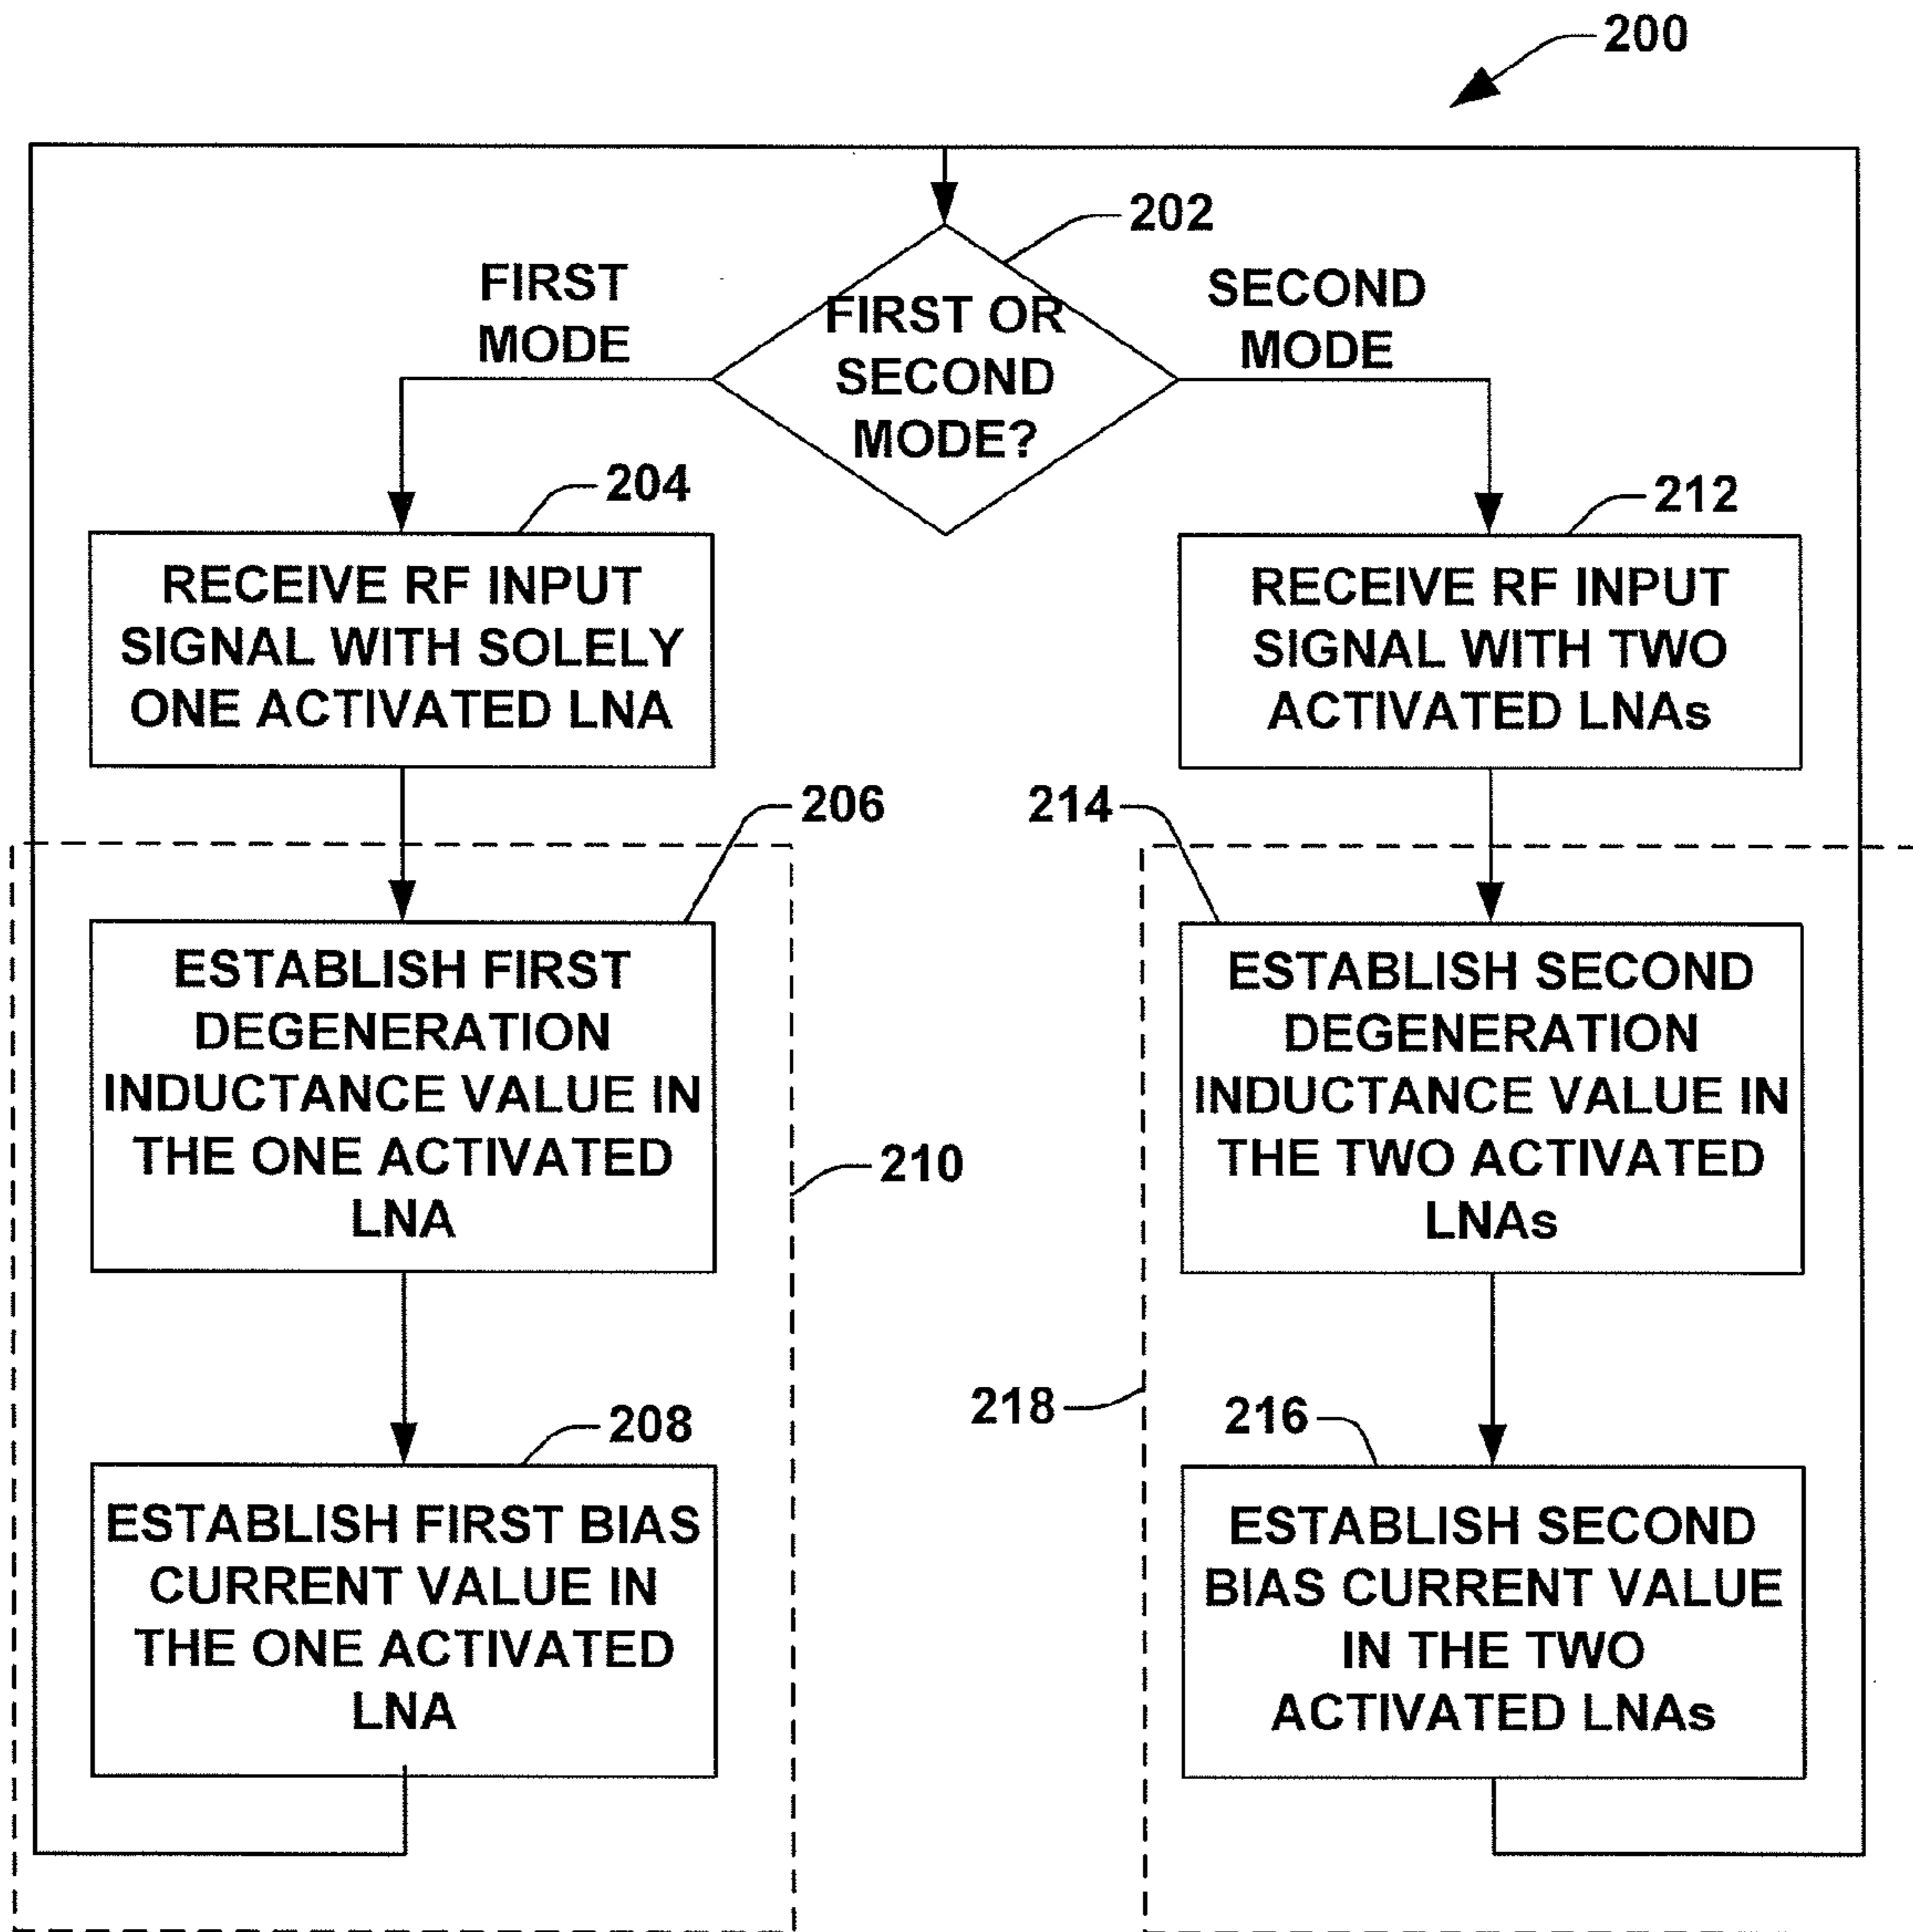 200
202
FIRST
MODE
FIRST OR
SECOND
MODE?
SECOND
MODE
204
RECEIVE RF INPUT
SIGNAL WITH SOLELY
ONE ACTIVATED LNA
212
RECEIVE RF INPUT
SIGNAL WITH TWO
ACTIVATED LNAs
206
ESTABLISH FIRST
DEGENERATION
INDUCTANCE VALUE IN
THE ONE ACTIVATED
LNA
210
214
ESTABLISH SECOND
DEGENERATION
INDUCTANCE VALUE IN
THE TWO ACTIVATED
LNAs
218
208
ESTABLISH FIRST BIAS
CURRENT VALUE IN
THE ONE ACTIVATED
LNA
216
ESTABLISH SECOND
BIAS CURRENT VALUE
IN THE TWO
ACTIVATED LNAs